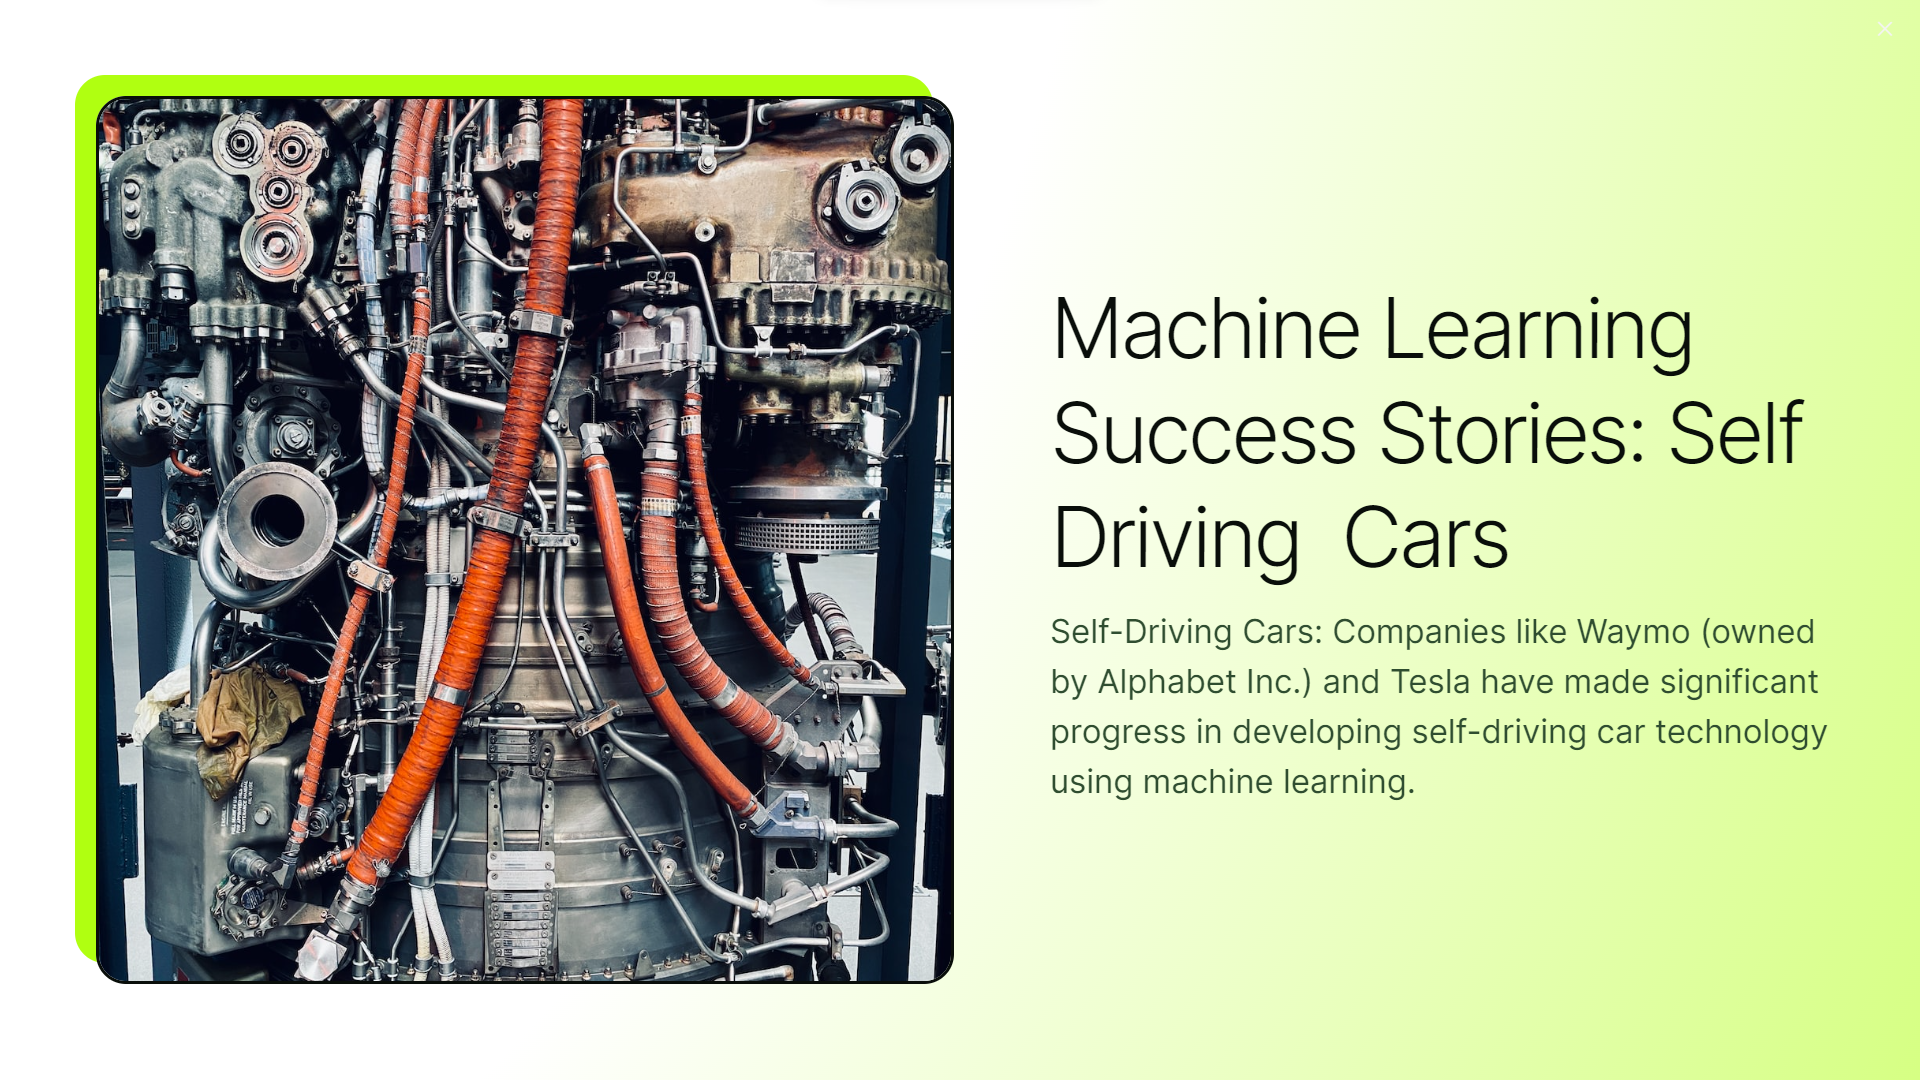 Machine Learning
Success Stories: Self
Driving  Cars
Self-Driving Cars: Companies like Waymo (owned
by Alphabet Inc.) and Tesla have made significant
progress in developing self-driving car technology
using machine learning.